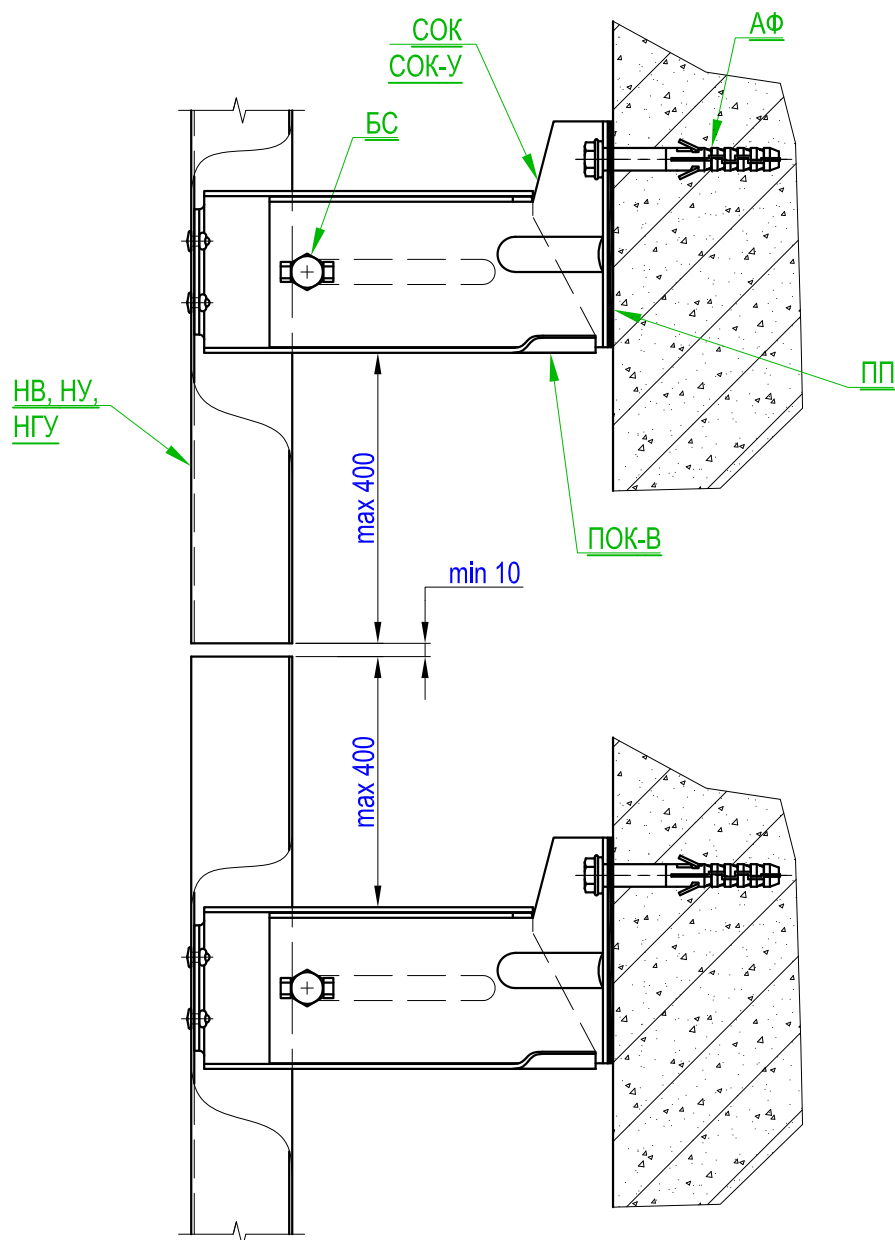 СОК
СОК-У
АФ
БС
ПП
НВ, НУ,
НГУ
max 400
ПОК-В
min 10
max 400